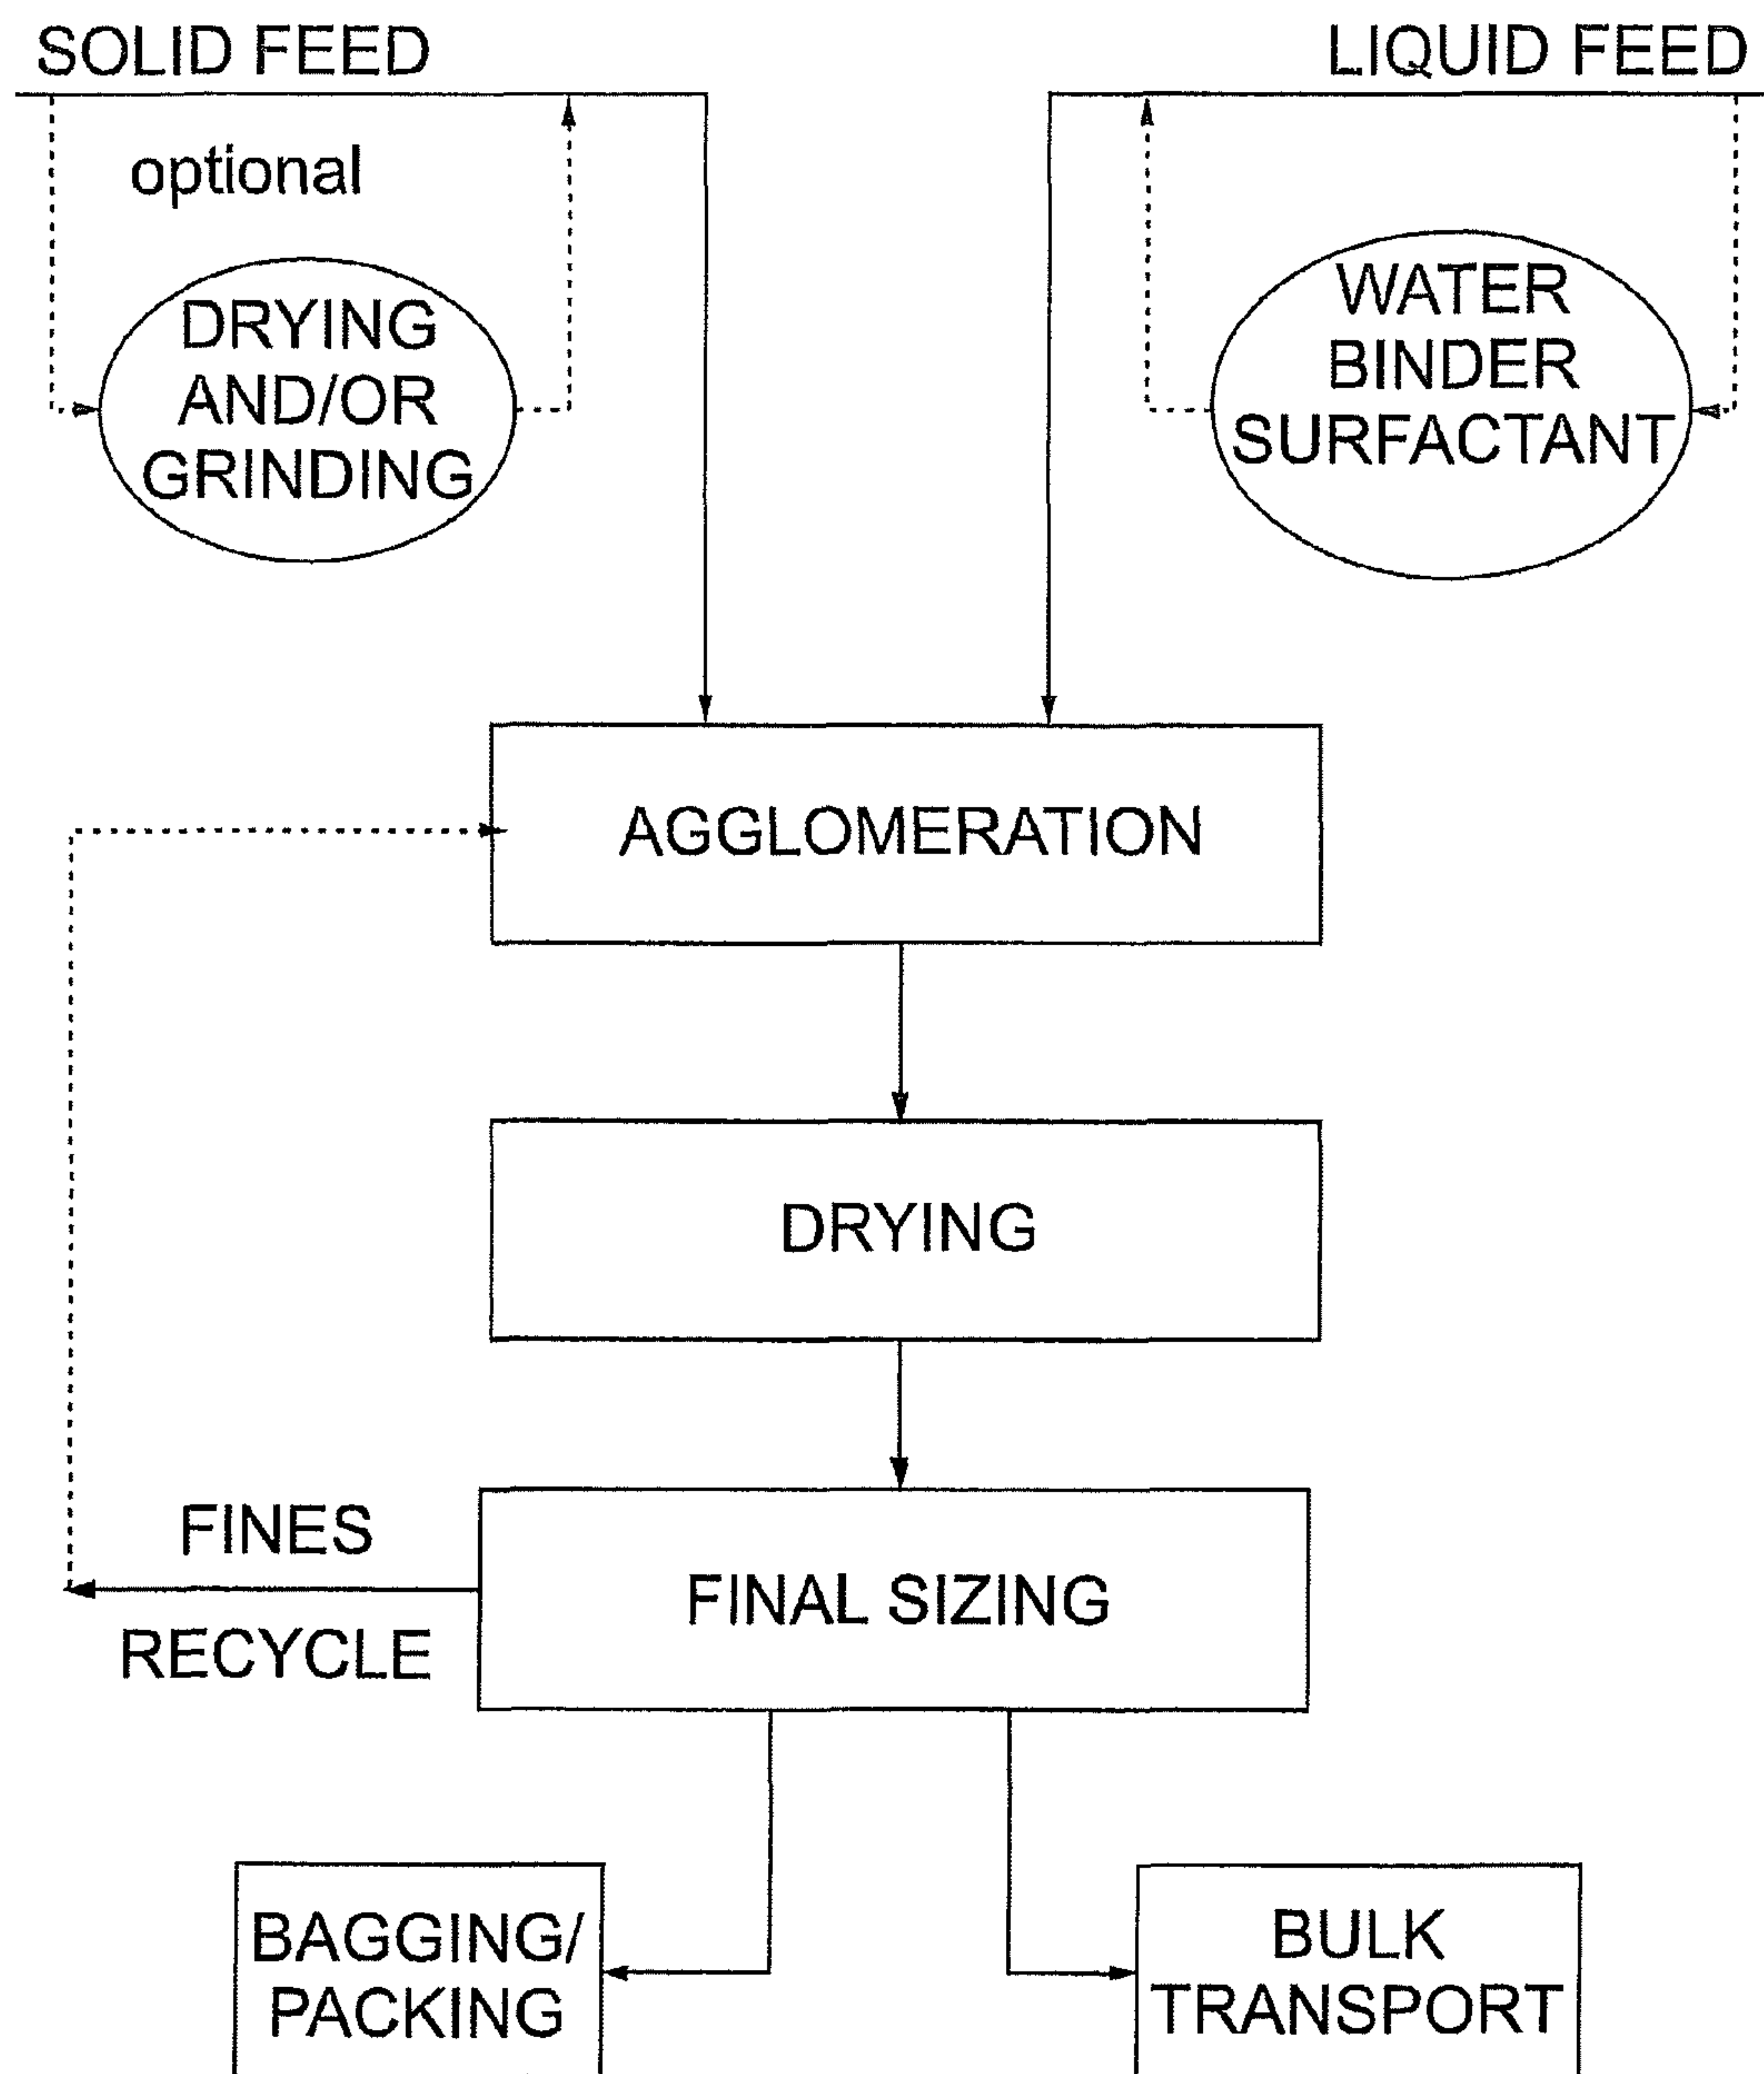 SOLID FEED
LIQUID FEED
optional
DRYING
AND/OR
GRINDING
WATER
BINDER
SURFACTANT
AGGLOMERATION
DRYING
FINES
RECYCLE
FINAL SIZING
BAGGING/
PACKING
BULK
TRANSPORT